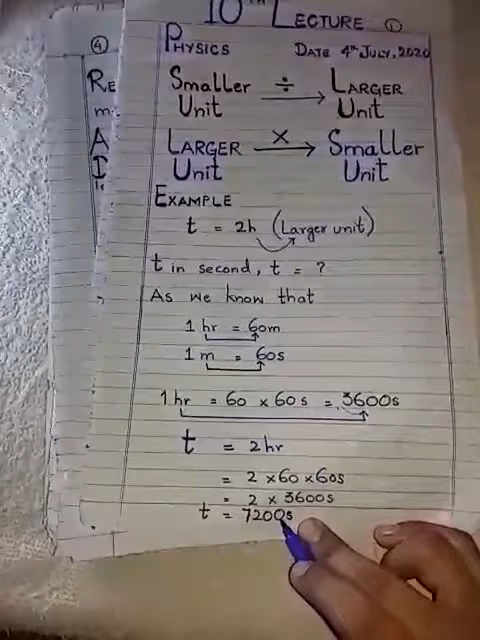 10TH LECTURE ①
PHYSICS DATE 4th JULY, 2020
Smaller Unit ÷ → LARGER Unit
LARGER Unit × → Smaller Unit
EXAMPLE
t = 2h (Larger unit)
t in second, t = ?
As we know that
1 hr = 60m
1 m = 60s
1 hr = 60 × 60s = 3600s
t = 2hr
= 2 × 60 × 60s
= 2 × 3600s
t = 7200s
④